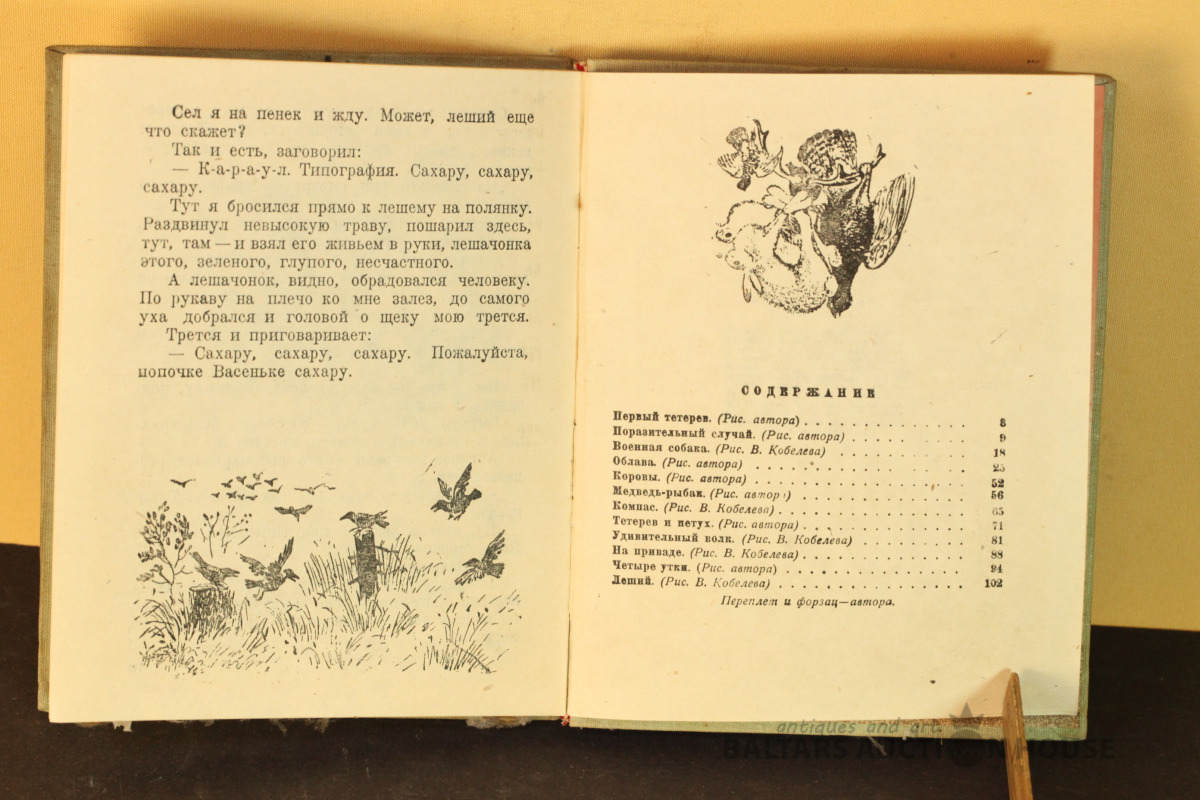 Сел я на пенек и жду. Может, леший еще
что скажет?
Так и есть, заговорил:
— К-а-р-а-у-л. Типография. Сахару, сахару,
сахару.
Тут я бросился прямо к лешему на полянку.
Раздвинул невысокую траву, пошарил здесь,
тут, там — и взял его живьем в руки, лешачонка
этого, зеленого, глупого, несчастного.
А лешачонок, видно, обрадовался человеку.
По рукаву на плечо ко мне залез, до самого
уха добрался и головой о щеку мою трется.
Трется и приговаривает:
— Сахару, сахару, сахару. Пожалуйста,
попочке Васеньке сахару.
СОДЕРЖАНИЕ
Первый тетерев. (Рис. автора) . . . . . . . . . . . . . . 3
Поразительный случай. (Рис. автора) . . . . . . . . . . 9
Военная собака. (Рис. В. Кобелева) . . . . . . . . . . . 18
Облава. (Рис. автора) . . . . . . . . . . . . . . . . . 25
Коровы. (Рис. автора) . . . . . . . . . . . . . . . . . 52
Медведь-рыбак. (Рис. автора) . . . . . . . . . . . . . . 56
Компас. (Рис. В. Кобелева) . . . . . . . . . . . . . . . 65
Тетерев и петух. (Рис. автора) . . . . . . . . . . . . . 71
Удивительный волк. (Рис. В. Кобелева) . . . . . . . . . 81
На приваде. (Рис. В. Кобелева) . . . . . . . . . . . . . 88
Четыре утки. (Рис. автора) . . . . . . . . . . . . . . . 94
Леший. (Рис. В. Кобелева) . . . . . . . . . . . . . . . 102
Переплет и форзац—автора.
antiques and art
BALTARS AUCTION HOUSE